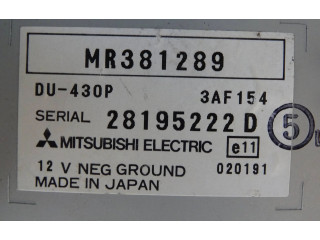 MR381289
DU-430P 3AF154
SERIAL 28195222 D 5
MITSUBISHI ELECTRIC e11
12 V NEG GROUND 020191
MADE IN JAPAN